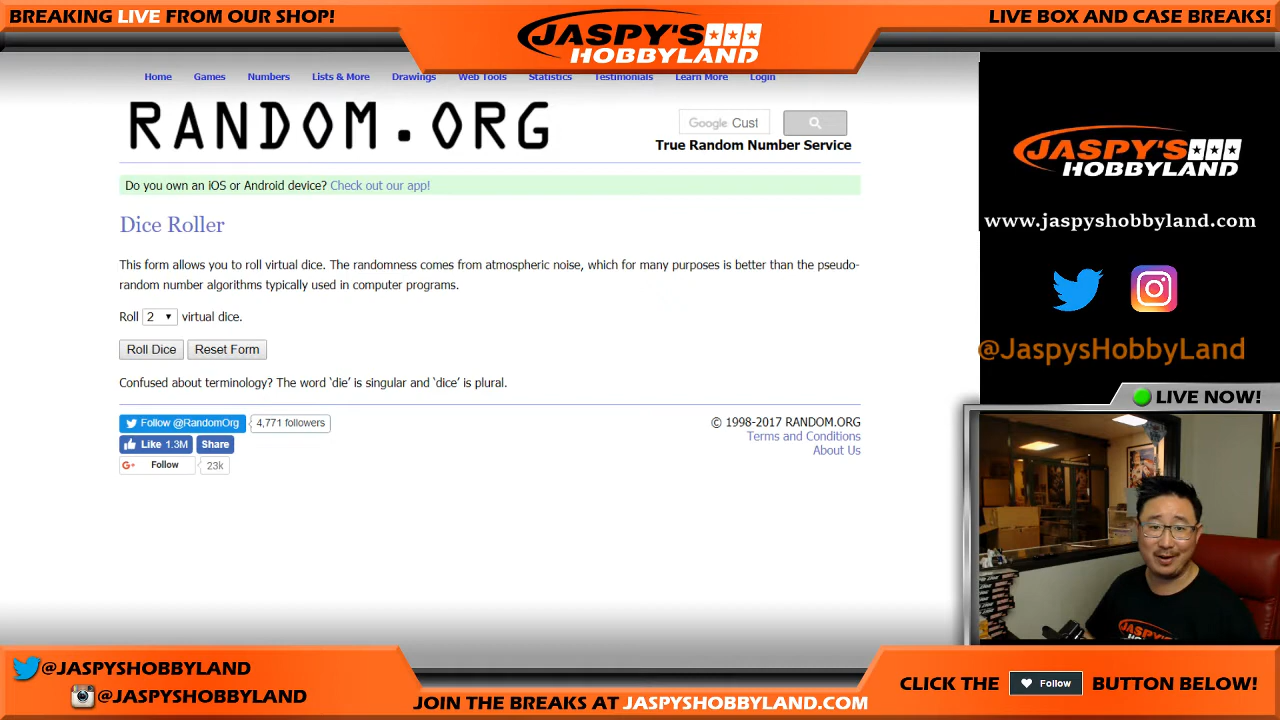 BREAKING LIVE FROM OUR SHOP!
JASPY'S
HOBBYLAND
LIVE BOX AND CASE BREAKS!
Home Games Numbers Lists & More Drawings Web Tools Statistics Testimonials Learn More Login
RANDOM.ORG
Google Cust
True Random Number Service
Do you own an iOS or Android device? Check out our app!
Dice Roller
This form allows you to roll virtual dice. The randomness comes from atmospheric noise, which for many purposes is better than the pseudo-
random number algorithms typically used in computer programs.
Roll 2 virtual dice.
Roll Dice Reset Form
Confused about terminology? The word ‘die’ is singular and ‘dice’ is plural.
Follow @RandomOrg 4,771 followers
Like 1.3M Share
G+ Follow 23k
© 1998-2017 RANDOM.ORG
Terms and Conditions
About Us
JASPY'S
HOBBYLAND
www.jaspyshobbyland.com
@JaspysHobbyLand
LIVE NOW!
JASPY'S
@JASPYSHOBBYLAND
@JASPYSHOBBYLAND
JOIN THE BREAKS AT JASPYSHOBBYLAND.COM
CLICK THE Follow BUTTON BELOW!